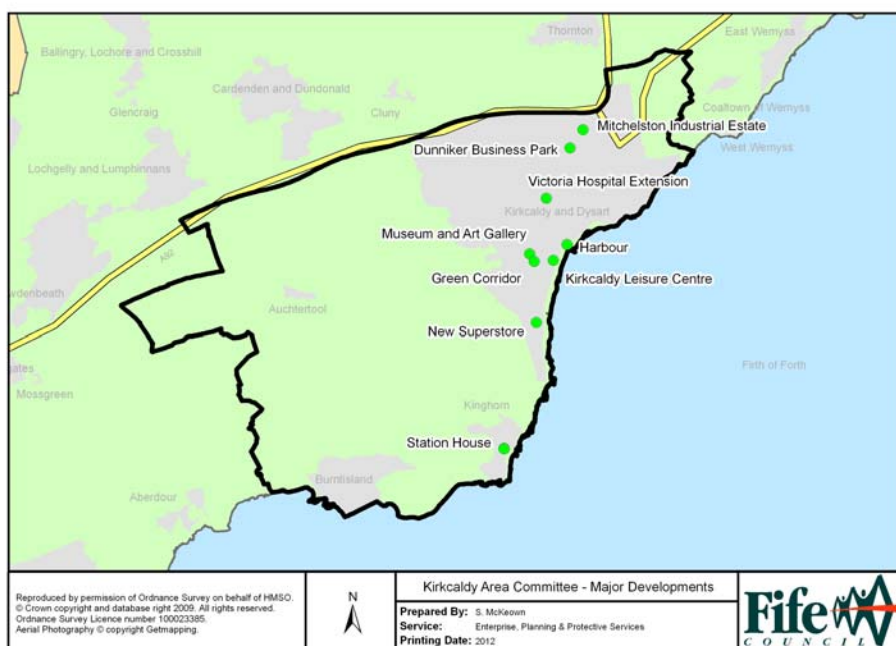 Thornton
East Wemyss
Ballingry, Lochore and Crosshill
Cardenden and Dundonald
Glencraig
Cluny
Coaltown of Wemyss
Mitchelston Industrial Estate
Dunniker Business Park
West Wemyss
Lochgelly and Lumphinnans
Victoria Hospital Extension
Kirkcaldy and Dysart
Museum and Art Gallery
Harbour
A92
Green Corridor
Kirkcaldy Leisure Centre
wdenbeath
Auchtertool
New Superstore
Firth of Forth
gates
Mossgreen
Kinghorn
Station House
Burntisland
Aberdour
Reproduced by permission of Ordnance Survey on behalf of HMSO.
© Crown copyright and database right 2009. All rights reserved.
Ordnance Survey Licence number 100023385.
Aerial Photography © copyright Getmapping.
N
Kirkcaldy Area Committee - Major Developments
Prepared By: S. McKeown
Service: Enterprise, Planning & Protective Services
Printing Date: 2012
Fife
COUNCIL